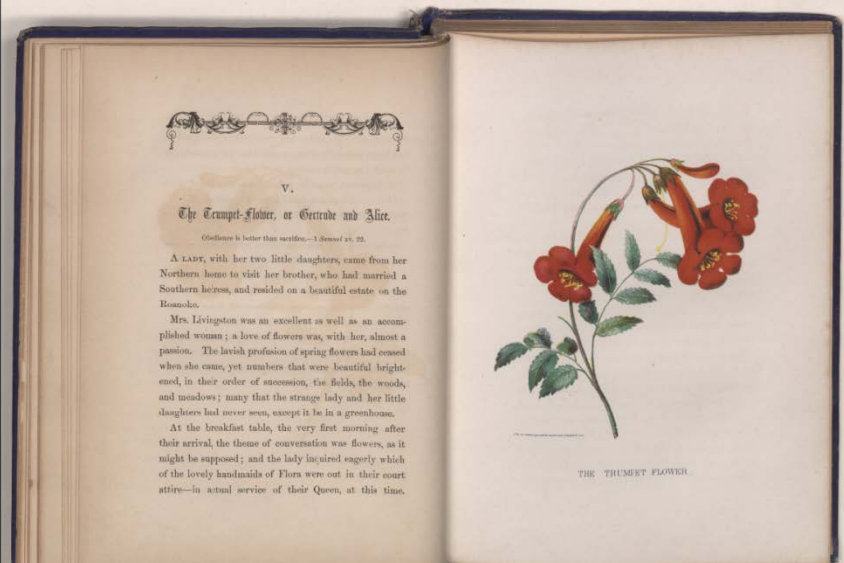 V.
The Trumpet-Flower, or Gertrude and Alice.
Obedience is better than sacrifice.—1 Samuel xv. 22.
A LADY, with her two little daughters, came from her
Northern home to visit her brother, who had married a
Southern heiress, and resided on a beautiful estate on the
Roanoke.
Mrs. Livingston was an excellent as well as an accom-
plished woman; a love of flowers was, with her, almost a
passion. The lavish profusion of spring flowers had ceased
when she came, yet numbers that were beautiful bright-
ened, in their order of succession, the fields, the woods,
and meadows; many that the strange lady and her little
daughters had never seen, except it be in a greenhouse.
At the breakfast table, the very first morning after
their arrival, the theme of conversation was flowers, as it
might be supposed; and the lady inquired eagerly which
of the lovely handmaids of Flora were out in their court
attire—in actual service of their Queen, at this time.
THE TRUMPET FLOWER